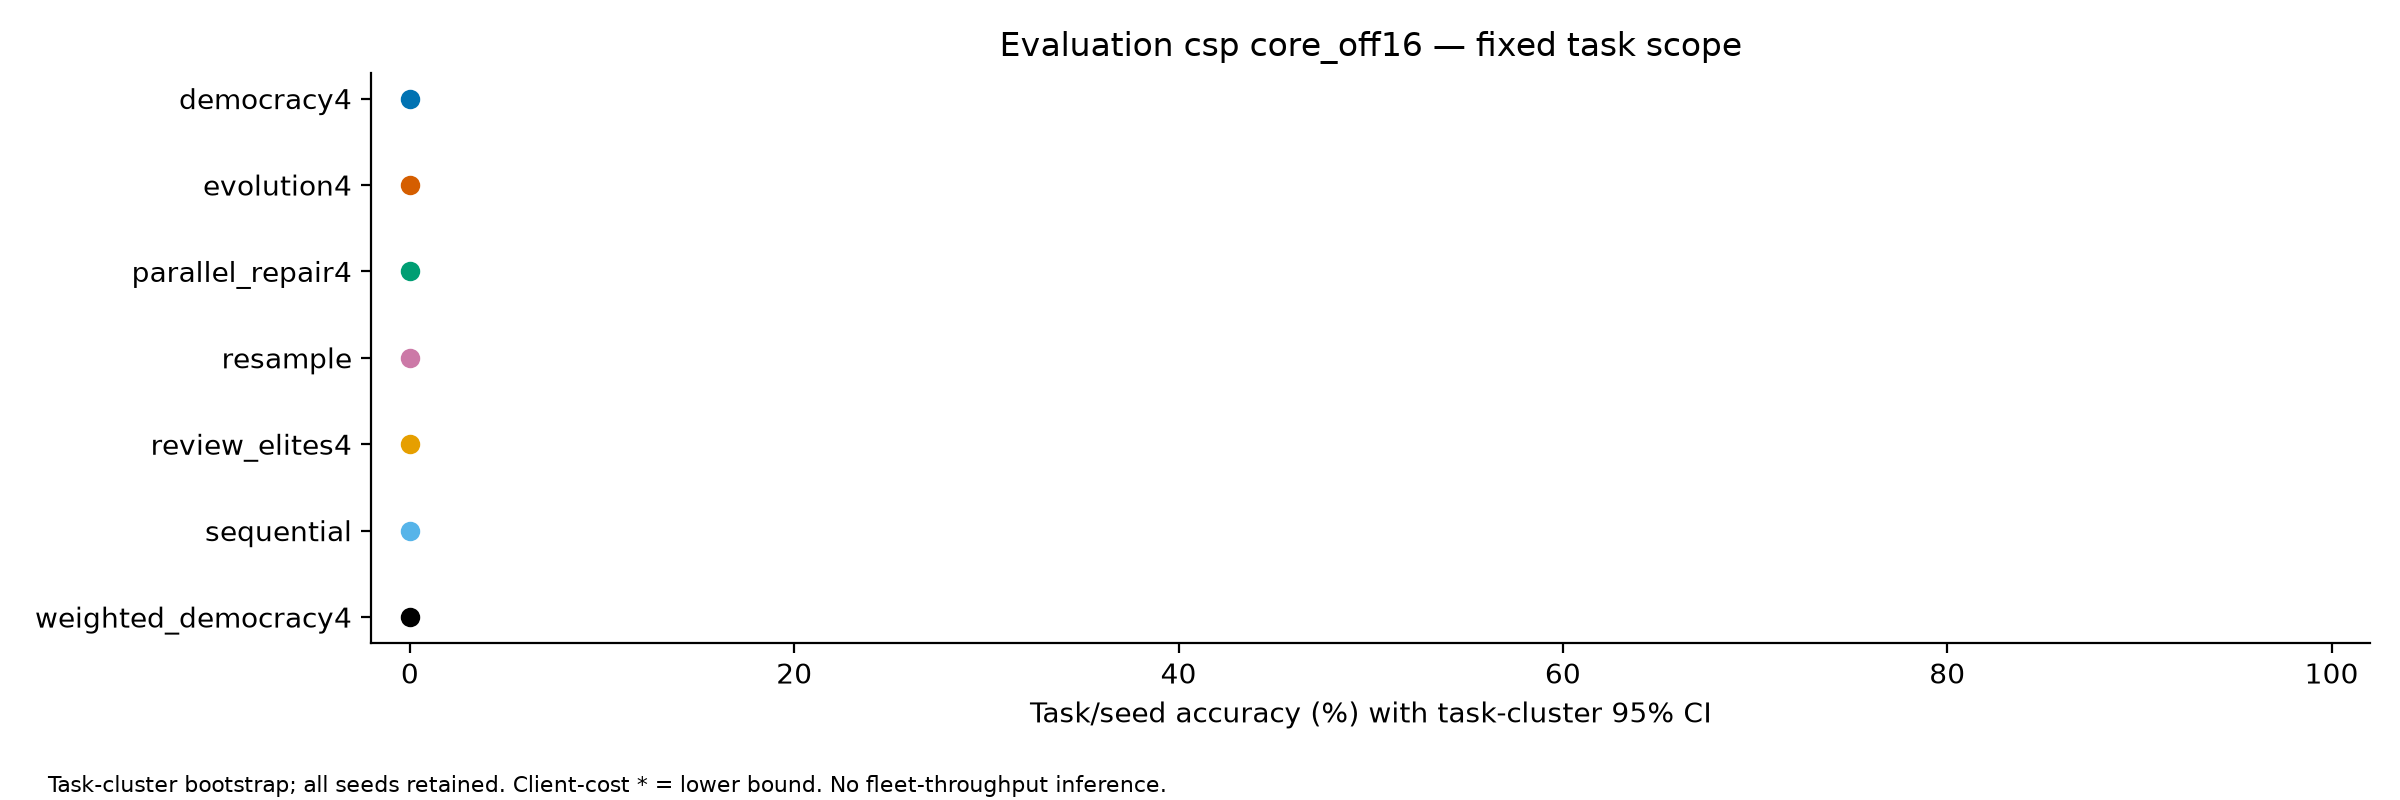 Evaluation csp core_off16 — fixed task scope
democracy4
evolution4
parallel_repair4
resample
review_elites4
sequential
weighted_democracy4
0 20 40 60 80 100
Task/seed accuracy (%) with task-cluster 95% CI
Task-cluster bootstrap; all seeds retained. Client-cost * = lower bound. No fleet-throughput inference.